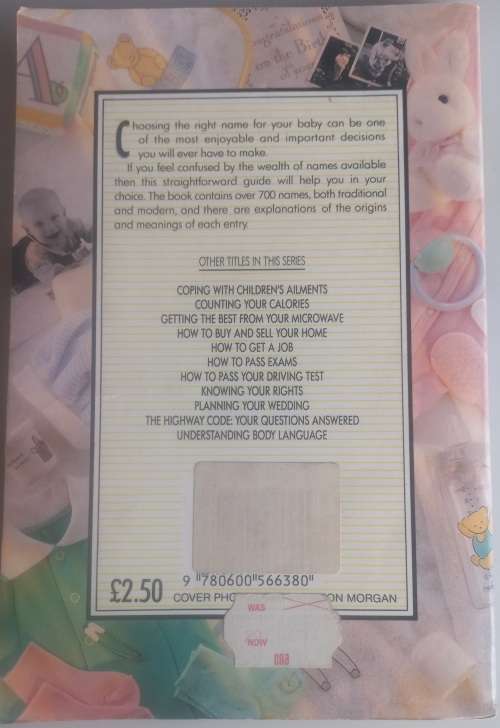 A
Congratulations
on the Birth
of your
Choosing the right name for your baby can be one
of the most enjoyable and important decisions
you will ever have to make.
If you feel confused by the wealth of names available
then this straightforward guide will help you in your
choice. The book contains over 700 names, both traditional
and modern, and there are explanations of the origins
and meanings of each entry.
OTHER TITLES IN THIS SERIES
COPING WITH CHILDREN'S AILMENTS
COUNTING YOUR CALORIES
GETTING THE BEST FROM YOUR MICROWAVE
HOW TO BUY AND SELL YOUR HOME
HOW TO GET A JOB
HOW TO PASS EXAMS
HOW TO PASS YOUR DRIVING TEST
KNOWING YOUR RIGHTS
PLANNING YOUR WEDDING
THE HIGHWAY CODE: YOUR QUESTIONS ANSWERED
UNDERSTANDING BODY LANGUAGE
9 "780600"566380"
£2.50 COVER PHO ON MORGAN
WAS
NOW